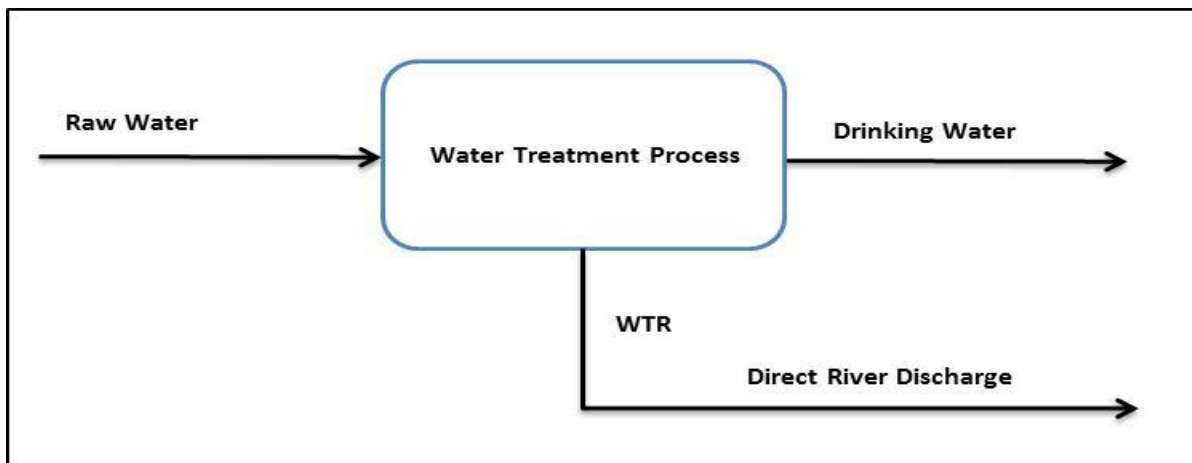 Raw Water
Water Treatment Process
Drinking Water
WTR
Direct River Discharge